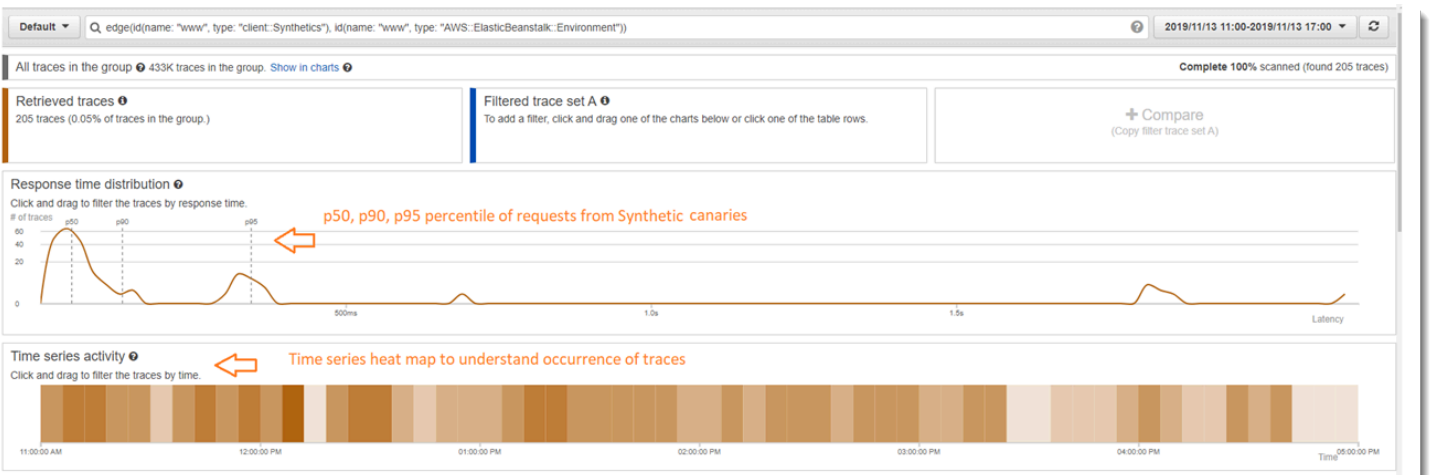 Default edge(id(name: "www", type: "client::Synthetics"), id(name: "www", type: "AWS::ElasticBeanstalk::Environment")) 2019/11/13 11:00-2019/11/13 17:00
All traces in the group 433K traces in the group. Show in charts Complete 100% scanned (found 205 traces)
Retrieved traces
205 traces (0.05% of traces in the group.)
Filtered trace set A
To add a filter, click and drag one of the charts below or click one of the table rows.
Compare
(Copy filter trace set A)
Response time distribution
Click and drag to filter the traces by response time.
# of traces p50 p90 p95
p50, p90, p95 percentile of requests from Synthetic canaries
60
40
20
0
500ms 1.0s 1.5s
Latency
Time series activity
Time series heat map to understand occurrence of traces
Click and drag to filter the traces by time.
11:00:00 AM 12:00:00 PM 01:00:00 PM 02:00:00 PM 03:00:00 PM 04:00:00 PM 05:00:00 PM
Time